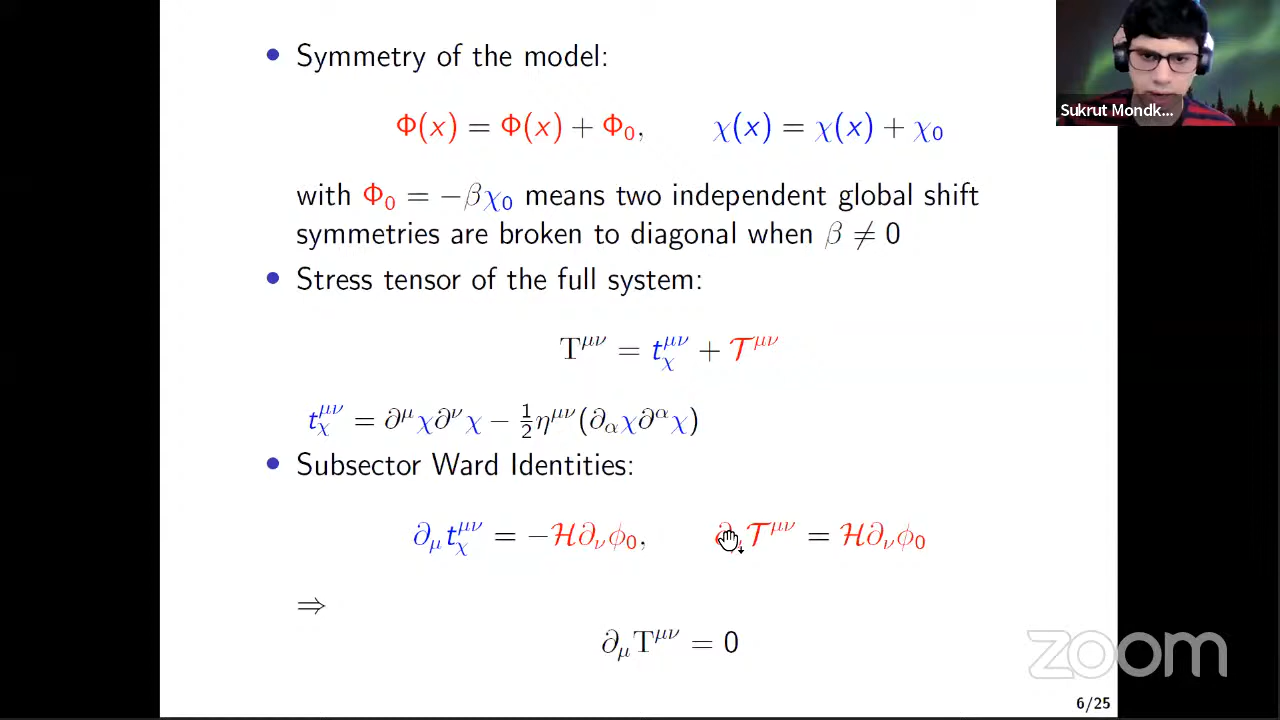 • Symmetry of the model:
Φ(x) = Φ(x) + Φ₀, χ(x) = χ(x) + χ₀
with Φ₀ = −βχ₀ means two independent global shift
symmetries are broken to diagonal when β ≠ 0
• Stress tensor of the full system:
T^{μν} = t_χ^{μν} + 𝒯^{μν}
t_χ^{μν} = ∂^μχ∂^νχ − ½η^{μν}(∂_αχ∂^αχ)
• Subsector Ward Identities:
∂_μt_χ^{μν} = −ℋ∂_νϕ₀, ∂_μ𝒯^{μν} = ℋ∂_νϕ₀
⇒
∂_μT^{μν} = 0
6/25
Sukrut Mondk...
zoom